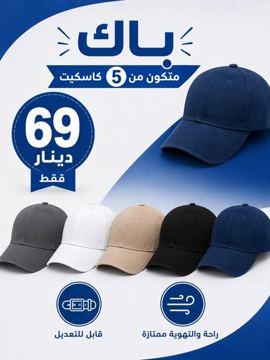 باك
متكون من 5 كاسكيت
69
دينار
فقط
قابل للتعديل
راحة والتهوية ممتازة